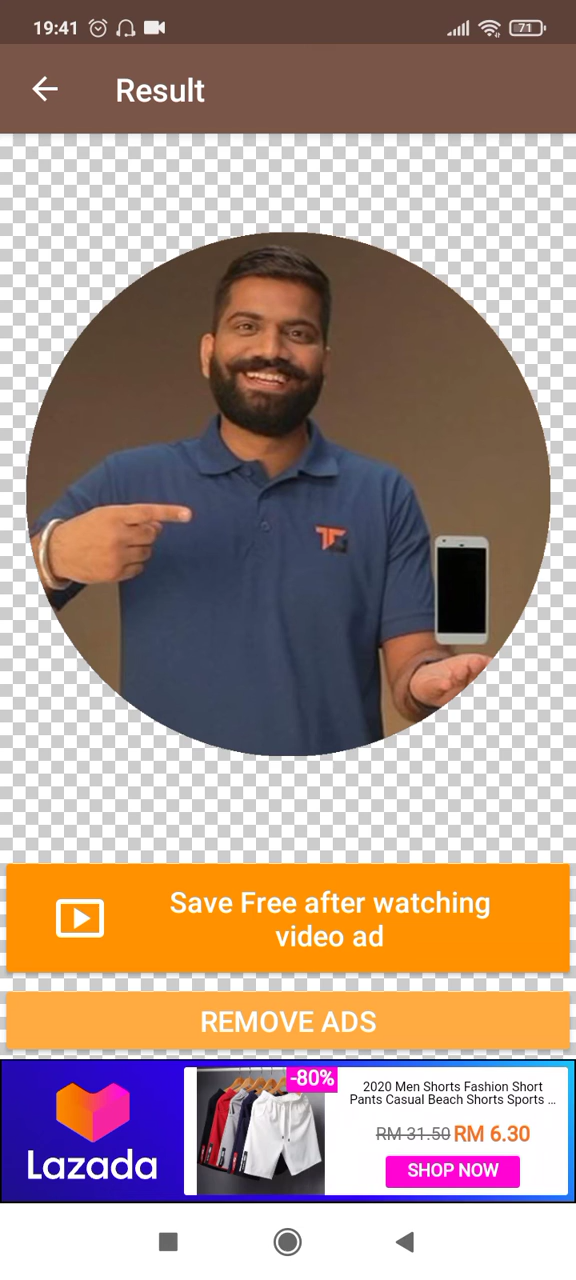 19:41
71
Result
Save Free after watching
video ad
REMOVE ADS
Lazada
-80%
2020 Men Shorts Fashion Short
Pants Casual Beach Shorts Sports ...
RM 31.50 RM 6.30
SHOP NOW